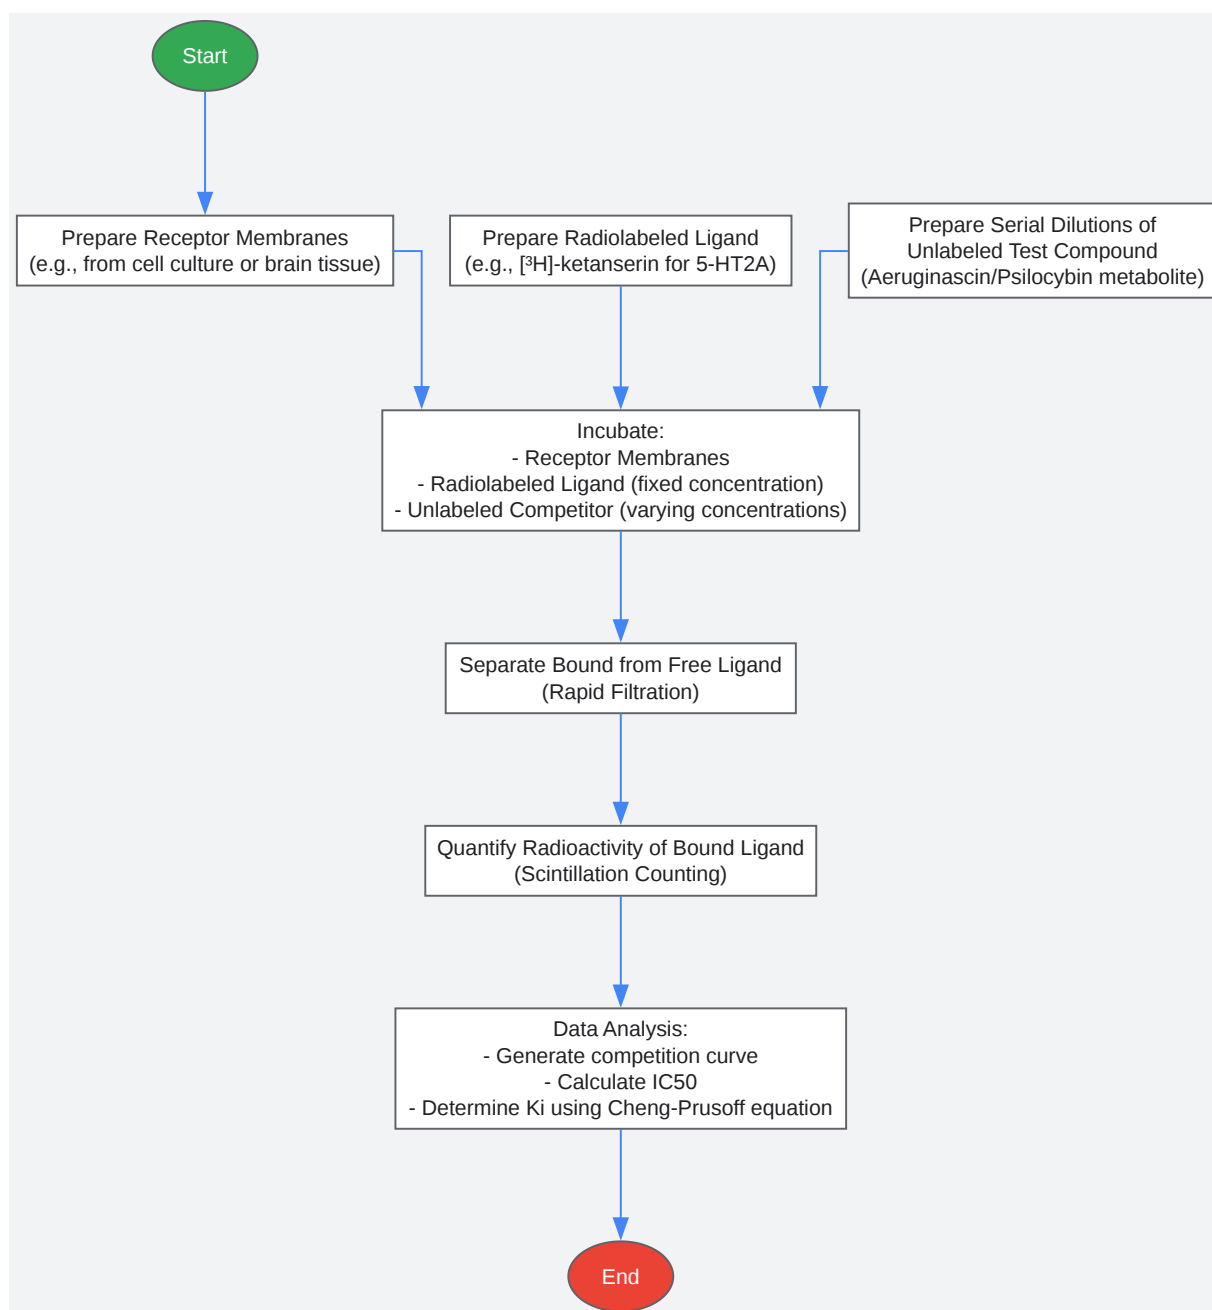 Start
Prepare Receptor Membranes
(e.g., from cell culture or brain tissue)
Prepare Radiolabeled Ligand
(e.g., [³H]-ketanserin for 5-HT2A)
Prepare Serial Dilutions of
Unlabeled Test Compound
(Aeruginascin/Psilocybin metabolite)
Incubate:
- Receptor Membranes
- Radiolabeled Ligand (fixed concentration)
- Unlabeled Competitor (varying concentrations)
Separate Bound from Free Ligand
(Rapid Filtration)
Quantify Radioactivity of Bound Ligand
(Scintillation Counting)
Data Analysis:
- Generate competition curve
- Calculate IC50
- Determine Ki using Cheng-Prusoff equation
End